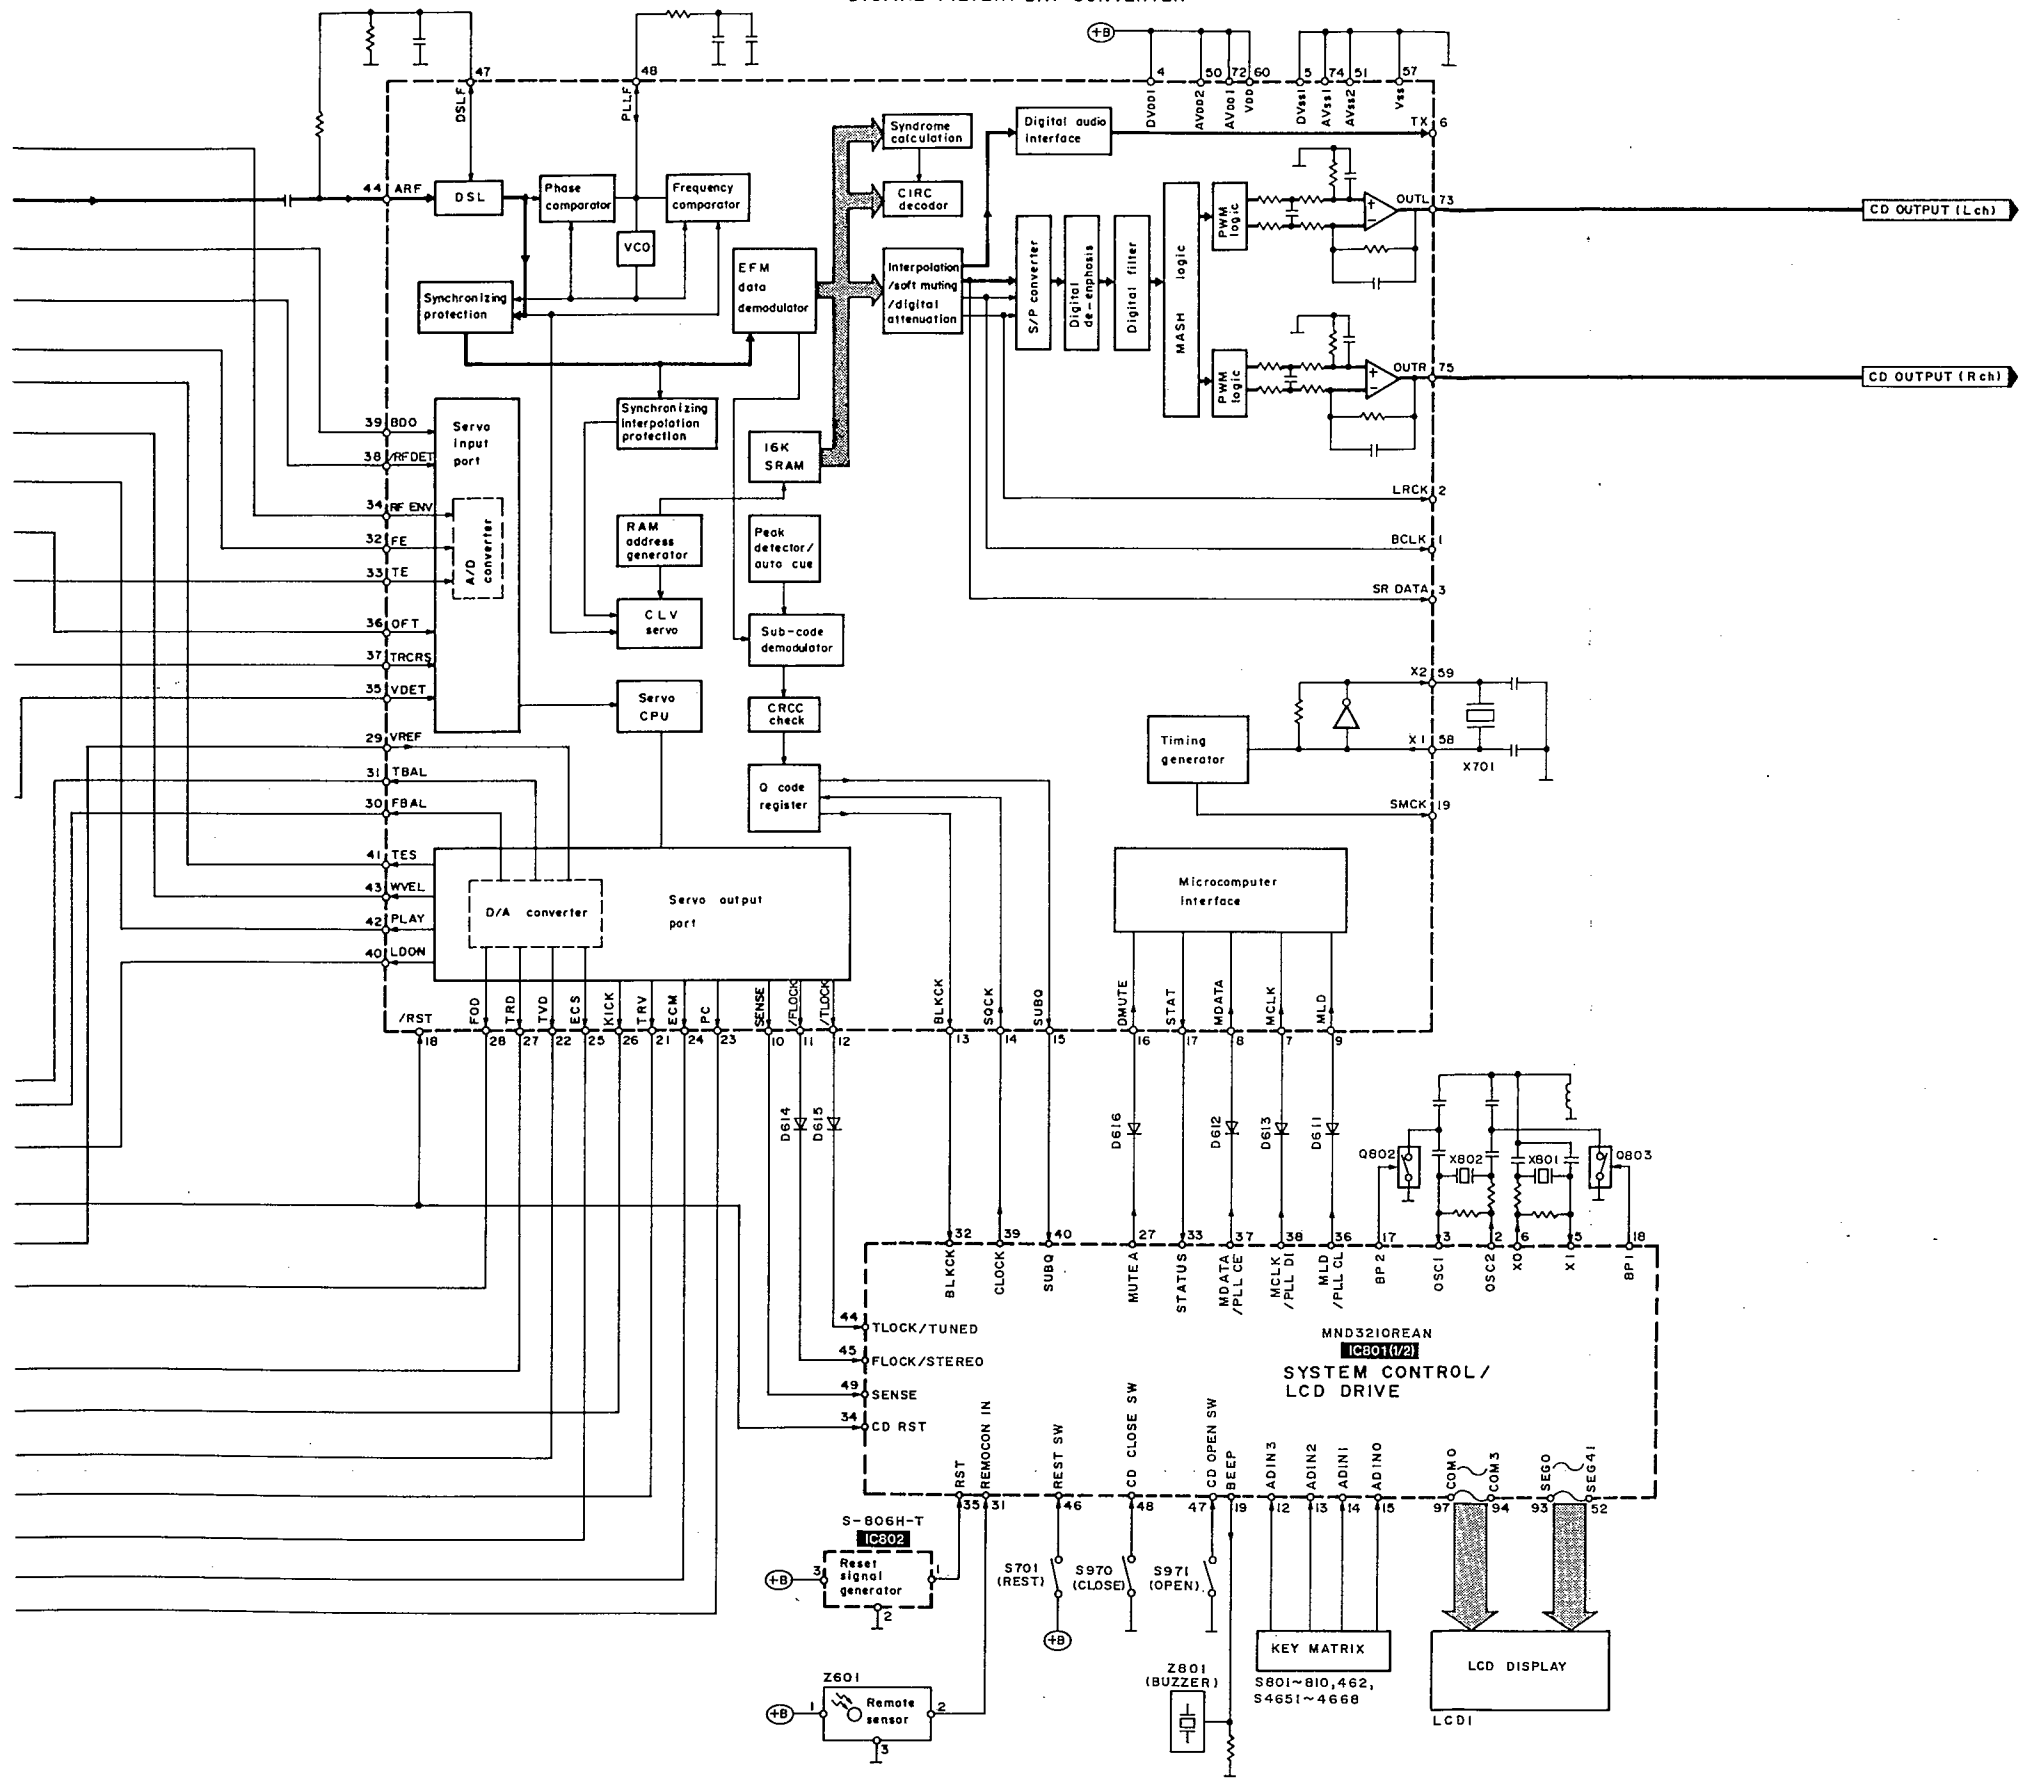 +B
47
48
4
50
72
60
5
74
51
57
DSLF
PLLF
DVDD1
AVDD2
AVDD1
VDD
DVss1
AVss1
AVss2
Vss
TX 6
Syndrome
calculation
Digital audio
interface
44 ARF
DSL
Phase
comparator
Frequency
comparator
VCO
CIRC
decodor
PWM
logic
OUTL 73
CD OUTPUT (Lch)
EFM
data
demodulator
Interpolation
/soft muting
/digital
attenuation
S/P converter
Digital
de-enphasis
Digital filter
MASH logic
Synchronizing
protection
PWM
logic
OUTR 75
CD OUTPUT (Rch)
Synchronizing
interpolation
protection
39 BDO
38 /RFDET
34 RF ENV
32 FE
33 TE
36 OFT
37 TRCRS
35 VDET
Servo
input
port
A/D
converter
16K
SRAM
LRCK 2
BCLK 1
SR DATA 3
RAM
address
generator
Peak
detector/
auto cue
CLV
servo
Sub-code
demodulator
Servo
CPU
CRCC
check
Q code
register
X2 59
X1 58
X701
Timing
generator
SMCK 19
29 VREF
31 TBAL
30 FBAL
41 TES
43 WVEL
42 PLAY
40 LDON
D/A converter
Servo output
port
Microcomputer
interface
/RST
FOD
TRD
TVD
ECS
KICK
TRV
ECM
PC
SENSE
/FLOCK
/TLOCK
BLKCK
SQCK
SUBQ
DMUTE
STAT
MDATA
MCLK
MLD
18
28
27
22
25
26
21
24
23
10
11
12
13
14
15
16
17
8
7
9
D614
D615
D616
D612
D613
D611
Q802
X802
X801
Q803
32
39
40
27
33
37
38
36
17
3
2
6
5
18
BLKCK
CLOCK
SUBQ
MUTE A
STATUS
MDATA
/PLL CE
MCLK
/PLL DI
MLD
/PLL CL
BP2
OSC1
OSC2
XO
X1
BP1
44 TLOCK/TUNED
45 FLOCK/STEREO
49 SENSE
34 CD RST
MND3210REAN
IC801(1/2)
SYSTEM CONTROL/
LCD DRIVE
RST
REMOCON IN
REST SW
CD CLOSE SW
CD OPEN SW
BEEP
ADIN3
ADIN2
ADIN1
ADIN0
COM0
COM3
SEG0
SEG41
35
31
46
48
47
19
12
13
14
15
97
94
93
52
S-806H-T
IC802
Reset
signal
generator
+B
3
1
2
S701
(REST)
+B
S970
(CLOSE)
S971
(OPEN)
KEY MATRIX
S801~810,462,
S4651~4668
LCD DISPLAY
LCD1
Z601
Remote
sensor
+B
1
2
3
Z801
(BUZZER)